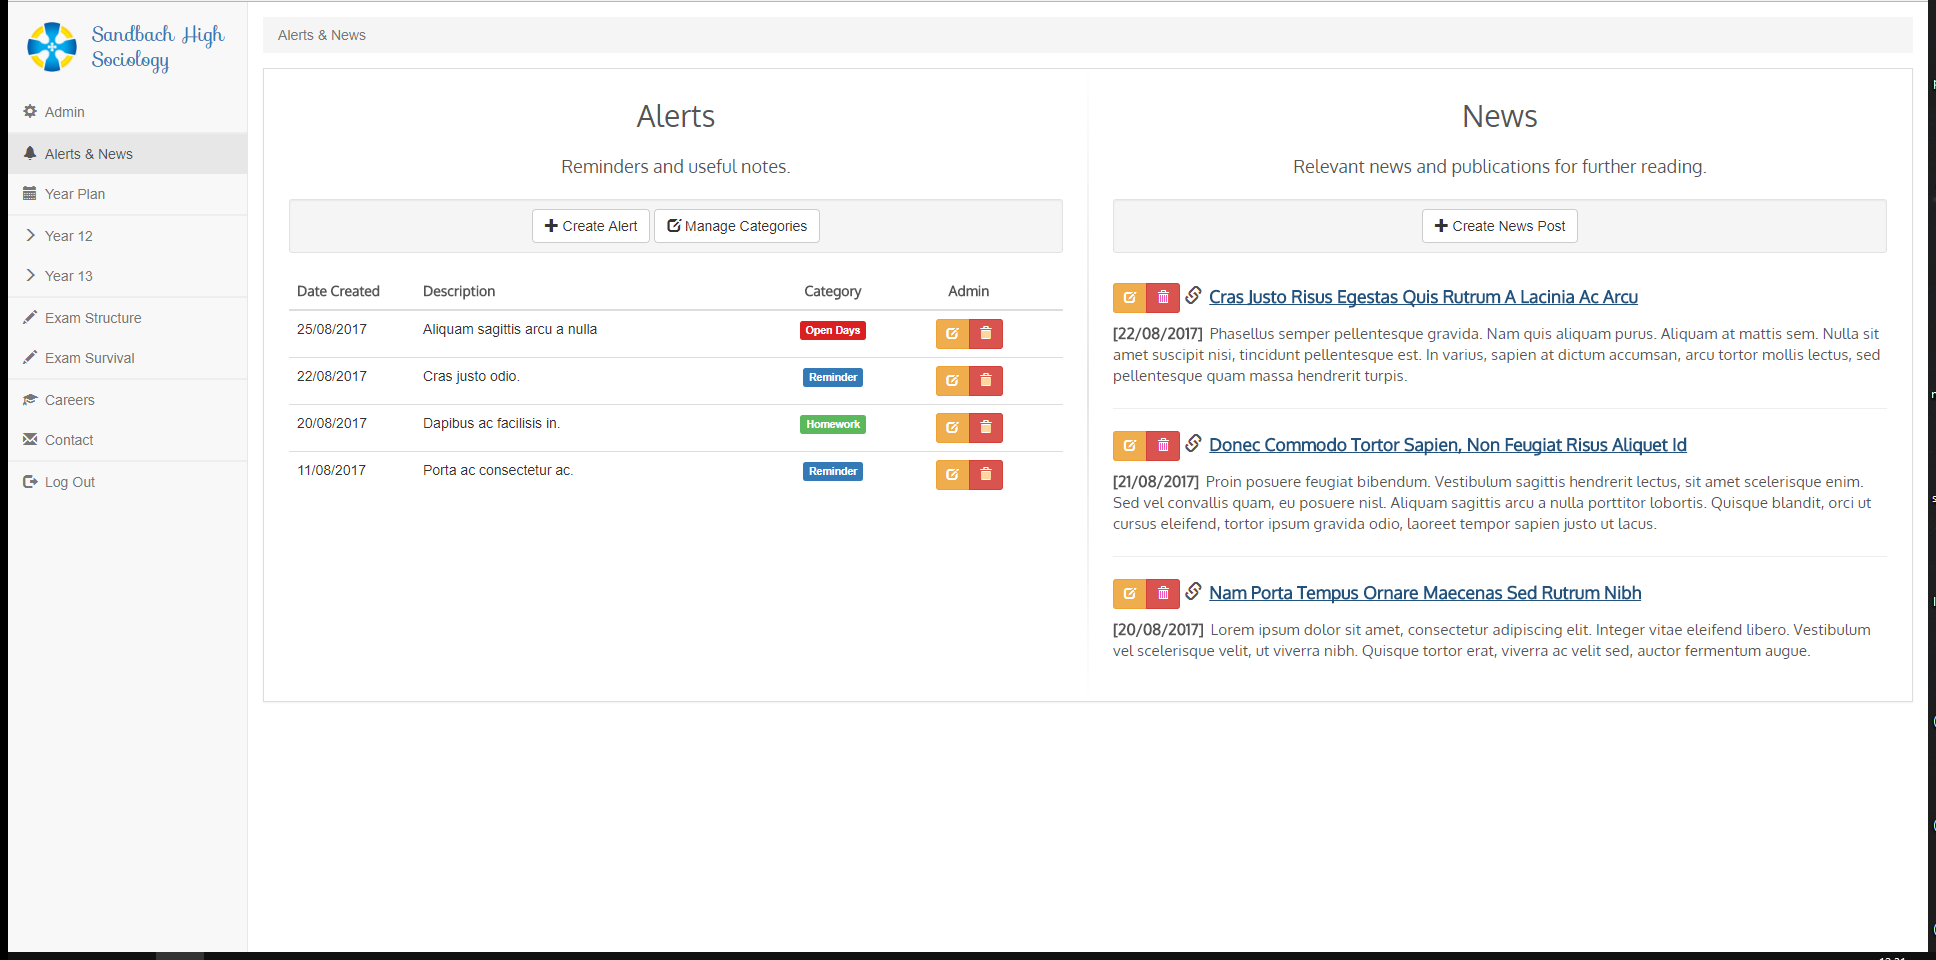 Sandbach High
Sociology
Admin
Alerts & News
Year Plan
Year 12
Year 13
Exam Structure
Exam Survival
Careers
Contact
Log Out
Alerts & News
Alerts
Reminders and useful notes.
Create Alert Manage Categories
Date Created Description Category Admin
25/08/2017 Aliquam sagittis arcu a nulla Open Days
22/08/2017 Cras justo odio. Reminder
20/08/2017 Dapibus ac facilisis in. Homework
11/08/2017 Porta ac consectetur ac. Reminder
News
Relevant news and publications for further reading.
Create News Post
Cras Justo Risus Egestas Quis Rutrum A Lacinia Ac Arcu
[22/08/2017] Phasellus semper pellentesque gravida. Nam quis aliquam purus. Aliquam at mattis sem. Nulla sit
amet suscipit nisi, tincidunt pellentesque est. In varius, sapien at dictum accumsan, arcu tortor mollis lectus, sed
pellentesque quam massa hendrerit turpis.
Donec Commodo Tortor Sapien, Non Feugiat Risus Aliquet Id
[21/08/2017] Proin posuere feugiat bibendum. Vestibulum sagittis hendrerit lectus, sit amet scelerisque enim.
Sed vel convallis quam, eu posuere nisl. Aliquam sagittis arcu a nulla porttitor lobortis. Quisque blandit, orci ut
cursus eleifend, tortor ipsum gravida odio, laoreet tempor sapien justo ut lacus.
Nam Porta Tempus Ornare Maecenas Sed Rutrum Nibh
[20/08/2017] Lorem ipsum dolor sit amet, consectetur adipiscing elit. Integer vitae eleifend libero. Vestibulum
vel scelerisque velit, ut viverra nibh. Quisque tortor erat, viverra ac velit sed, auctor fermentum augue.